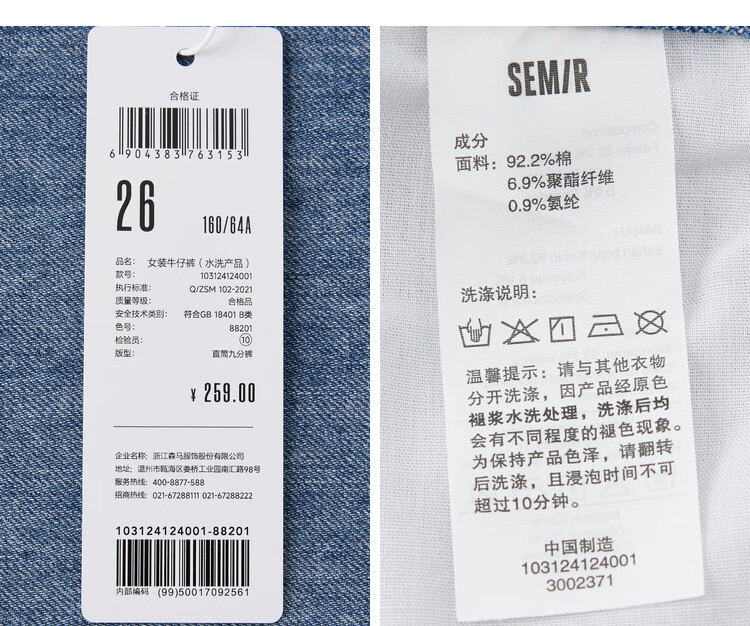 合格证
6 904383 763153
26
160/64A
品名: 女装牛仔裤（水洗产品）
款号: 103124124001
执行标准: Q/ZSM 102-2021
质量等级: 合格品
安全技术类别: 符合GB 18401 B类
色号: 88201
检验员: ⑩
版型: 直筒九分裤
¥ 259.00
企业名称: 浙江森马服饰股份有限公司
地址: 温州市瓯海区娄桥工业园南汇路98号
服务热线: 400-8877-588
招商热线: 021-67288111 021-67288222
103124124001-88201
内部编码 (99)50017092561
SEMIR
成分
面料: 92.2%棉
6.9%聚酯纤维
0.9%氨纶
洗涤说明:
温馨提示: 请与其他衣物
分开洗涤, 因产品经原色
褪浆水洗处理, 洗涤后均
会有不同程度的褪色现象。
为保持产品色泽, 请翻转
后洗涤, 且浸泡时间不可
超过10分钟。
中国制造
103124124001
3002371